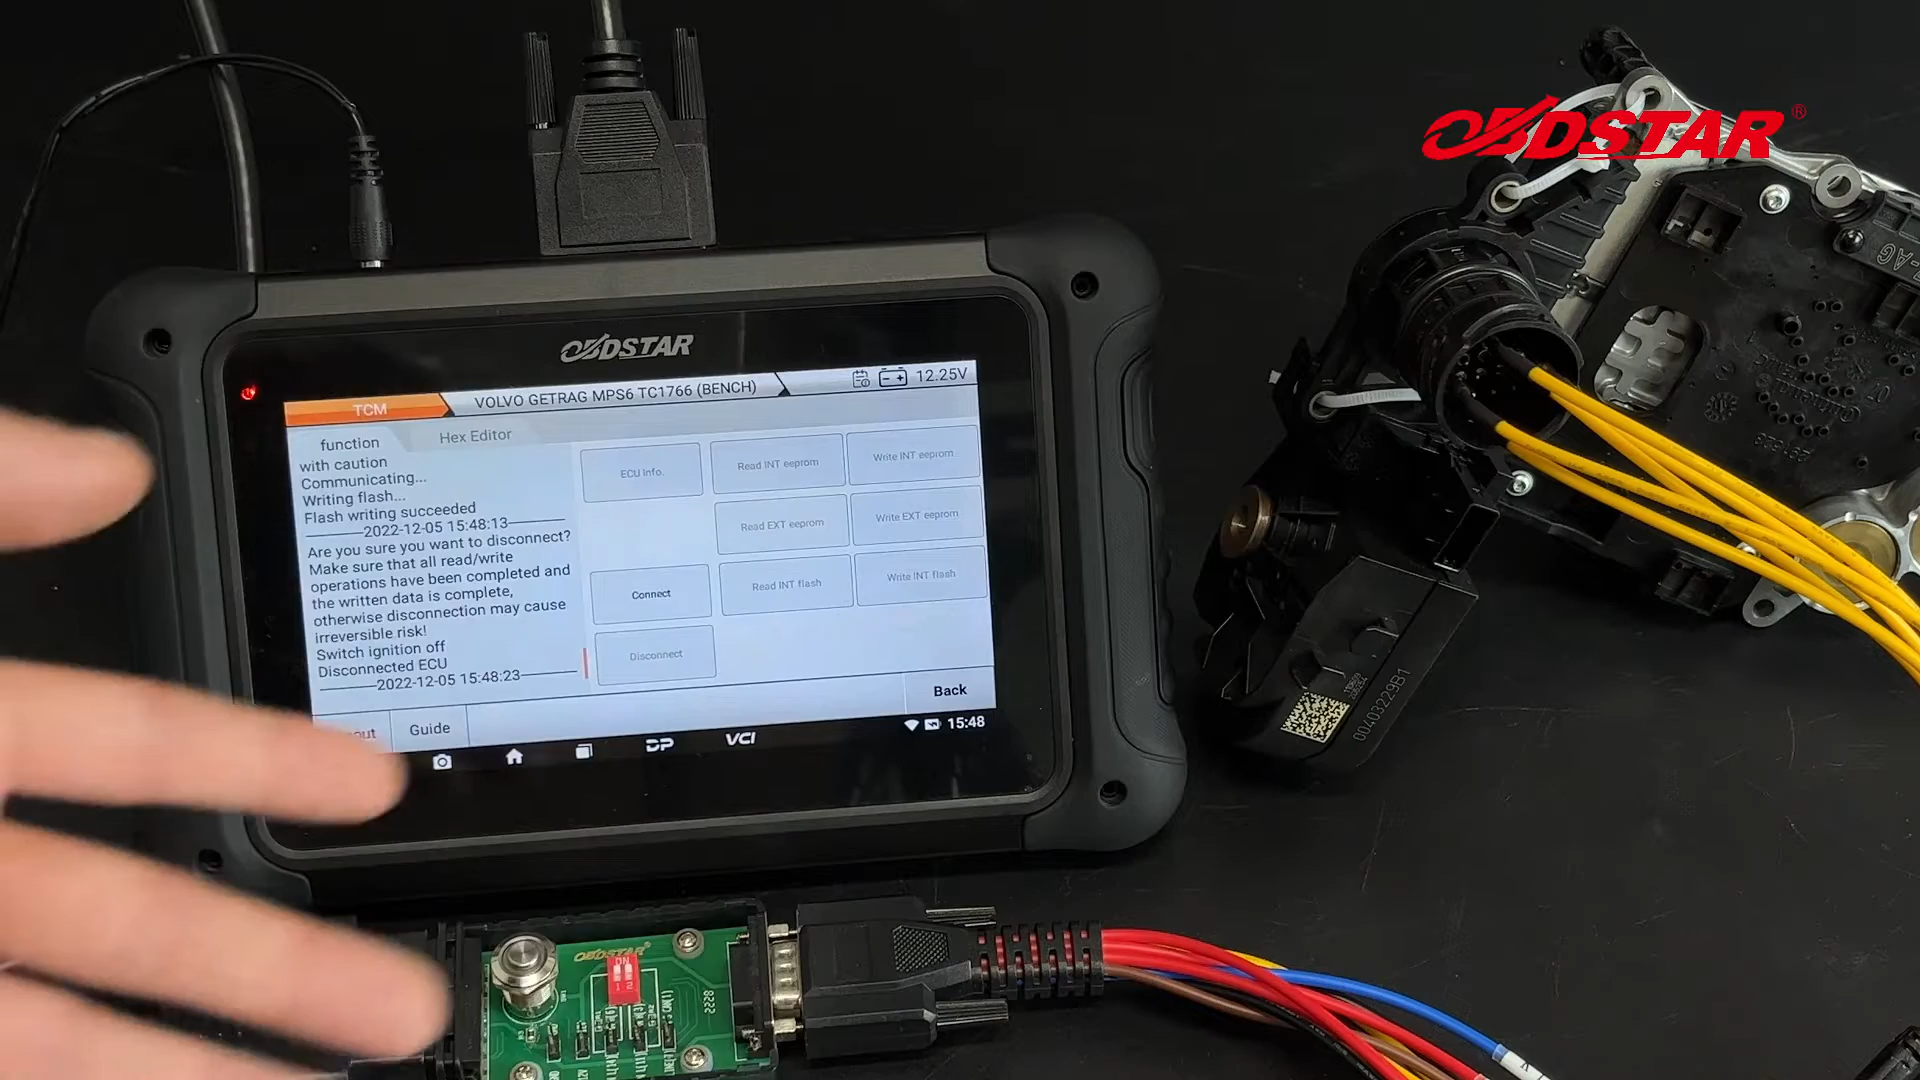 OBDSTAR®
OBDSTAR
TCM
VOLVO GETRAG MPS6 TC1766 (BENCH)
12.25V
function
Hex Editor
with caution
Communicating...
Writing flash...
Flash writing succeeded
2022-12-05 15:48:13
Are you sure you want to disconnect?
Make sure that all read/write
operations have been completed and
the written data is complete,
otherwise disconnection may cause
irreversible risk!
Switch ignition off
Disconnected ECU
2022-12-05 15:48:23
ECU Info.
Read INT eeprom
Write INT eeprom
Read EXT eeprom
Write EXT eeprom
Connect
Read INT flash
Write INT flash
Disconnect
Back
Guide
15:48
DP
VCI
00403229B1
OBDSTAR
ON
1 2
2228